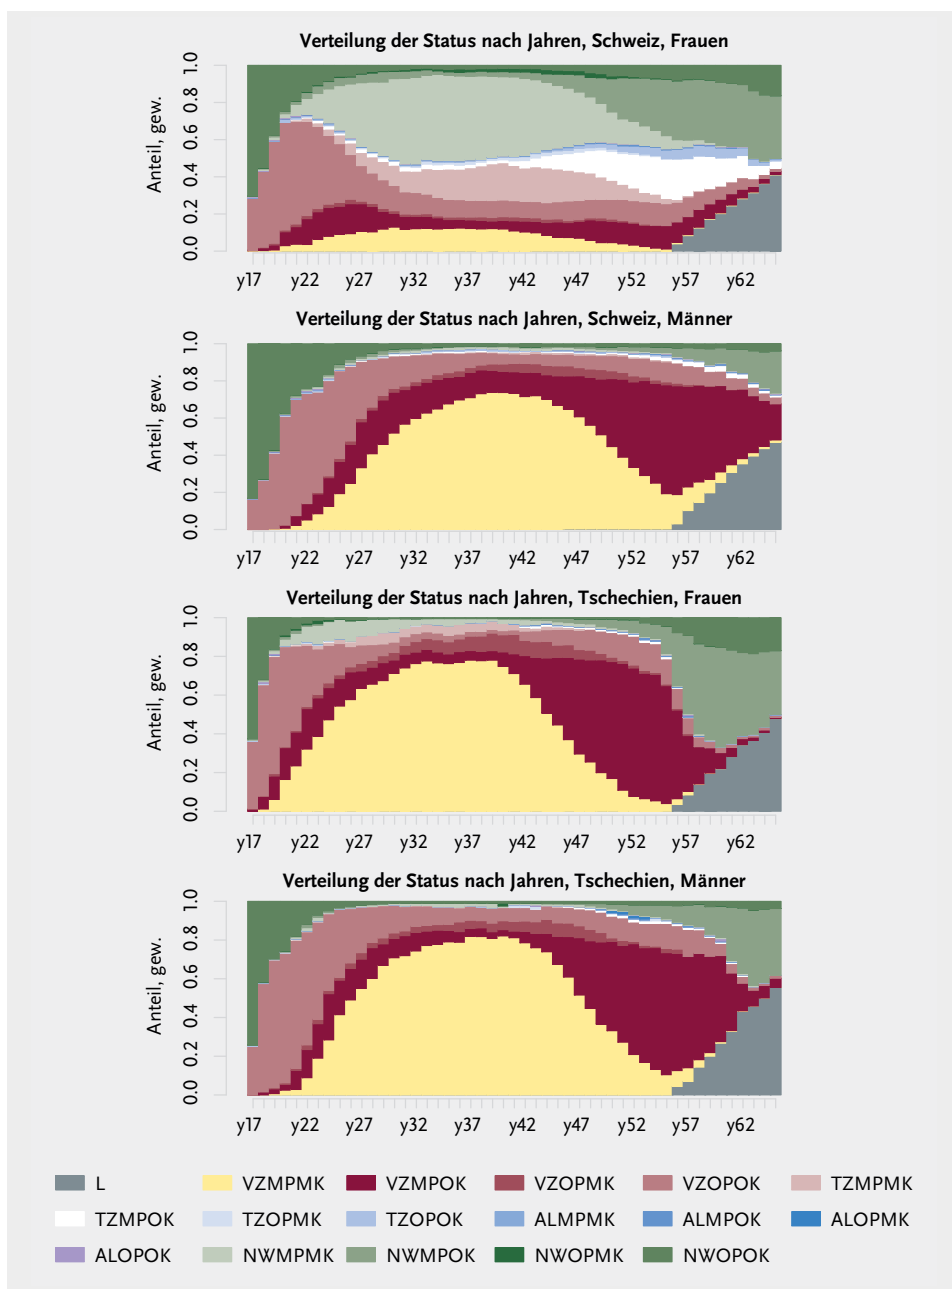 Verteilung der Status nach Jahren, Schweiz, Frauen
Anteil, gew.
1.0
0.8
0.6
0.4
0.2
0.0
y17 y22 y27 y32 y37 y42 y47 y52 y57 y62
Verteilung der Status nach Jahren, Schweiz, Männer
Anteil, gew.
1.0
0.8
0.6
0.4
0.2
0.0
y17 y22 y27 y32 y37 y42 y47 y52 y57 y62
Verteilung der Status nach Jahren, Tschechien, Frauen
Anteil, gew.
1.0
0.8
0.6
0.4
0.2
0.0
y17 y22 y27 y32 y37 y42 y47 y52 y57 y62
Verteilung der Status nach Jahren, Tschechien, Männer
Anteil, gew.
1.0
0.8
0.6
0.4
0.2
0.0
y17 y22 y27 y32 y37 y42 y47 y52 y57 y62
L VZMPMK VZMPOK VZOPMK VZOPOK TZMPMK
TZMPOK TZOPMK TZOPOK ALMPMK ALMPOK ALOPMK
ALOPOK NWMPMK NWMPOK NWOPMK NWOPOK